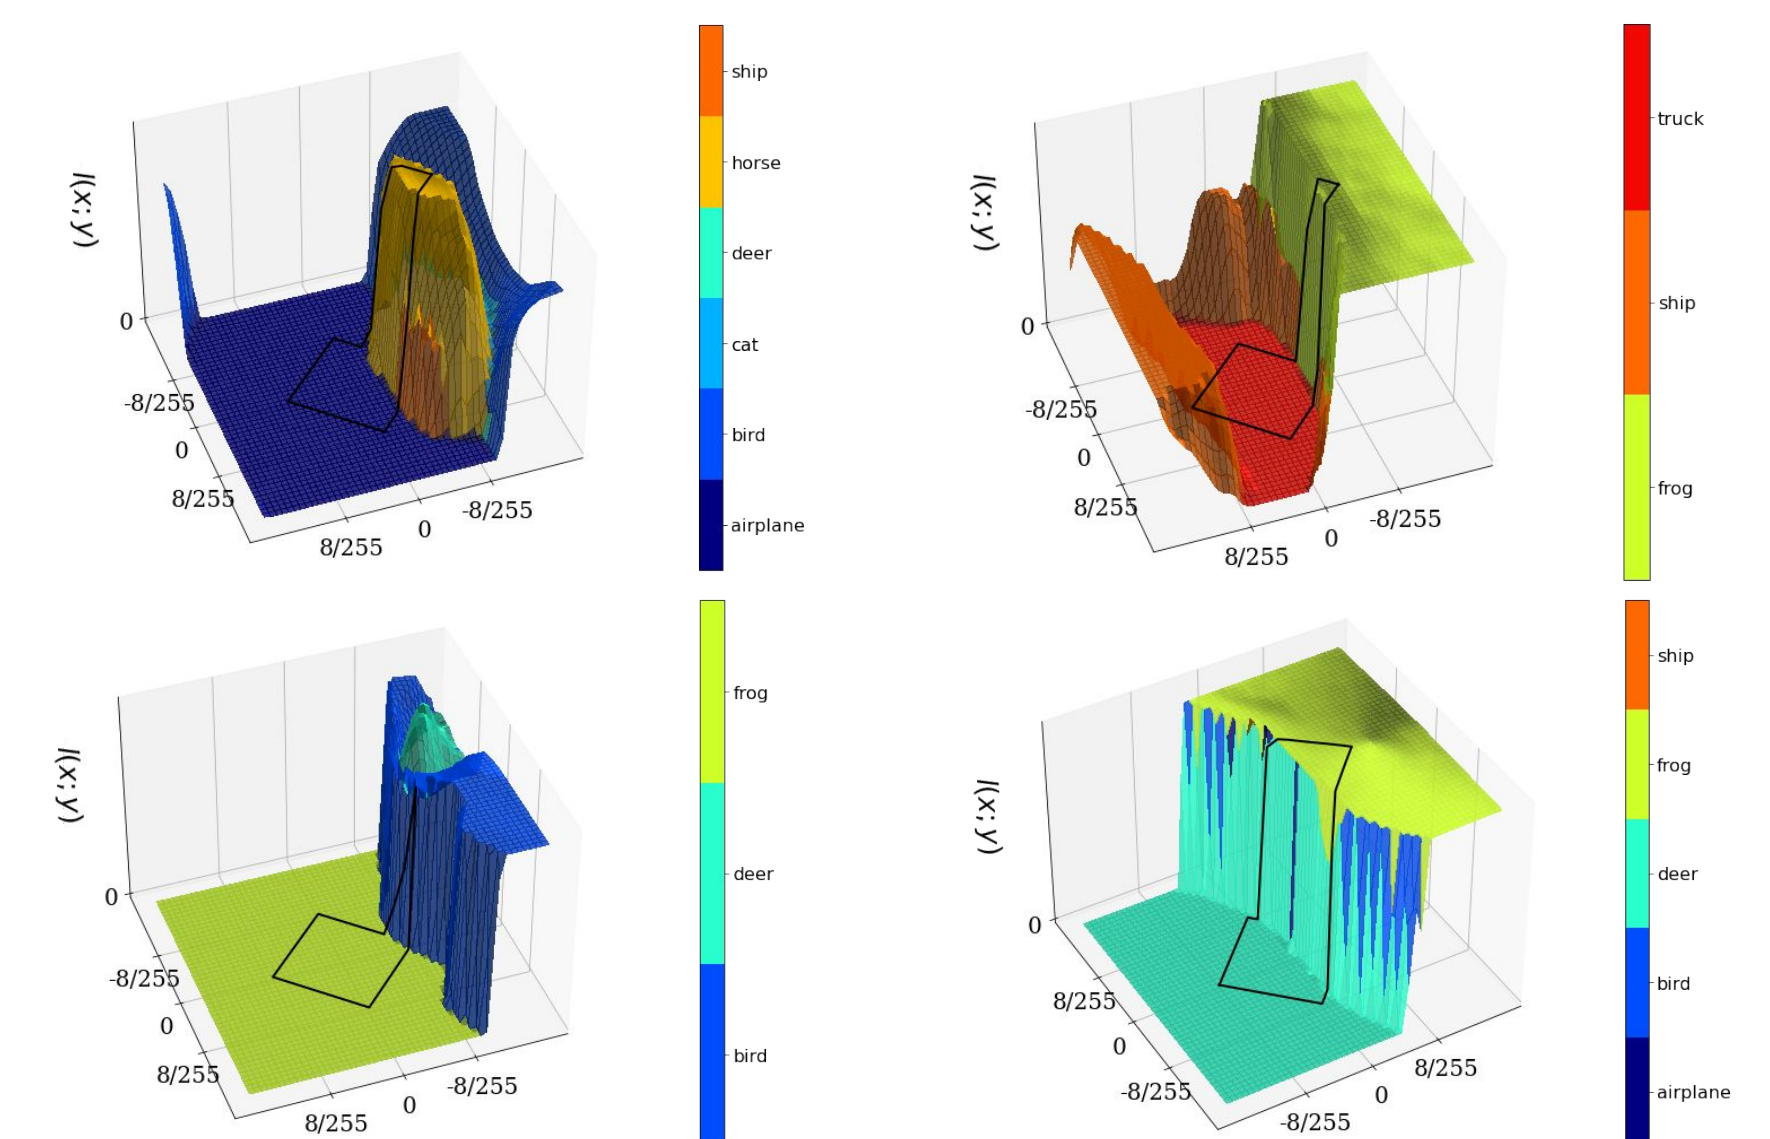 l(x; y)
0
-8/255
0
8/255
8/255
0
-8/255
ship
horse
deer
cat
bird
airplane
l(x; y)
0
-8/255
0
8/255
8/255
0
-8/255
truck
ship
frog
l(x; y)
0
-8/255
0
8/255
8/255
0
-8/255
frog
deer
bird
l(x; y)
0
8/255
0
-8/255
-8/255
0
8/255
ship
frog
deer
bird
airplane